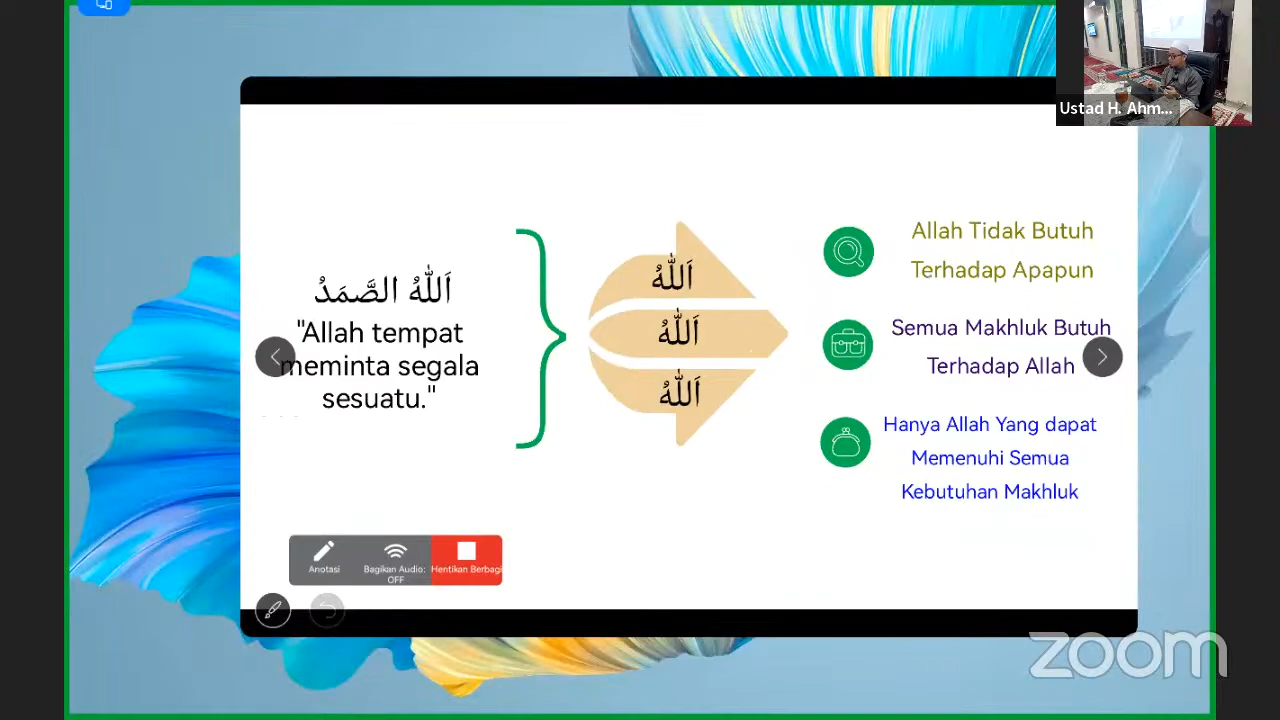 Ustad H. Ahm...
اَللّٰهُ الصَّمَدُ
"Allah tempat
meminta segala
sesuatu."
اَللّٰهُ
اَللّٰهُ
اَللّٰهُ
Allah Tidak Butuh
Terhadap Apapun
Semua Makhluk Butuh
Terhadap Allah
Hanya Allah Yang dapat
Memenuhi Semua
Kebutuhan Makhluk
Anotasi
Bagikan Audio:
OFF
Hentikan Berbagi
zoom